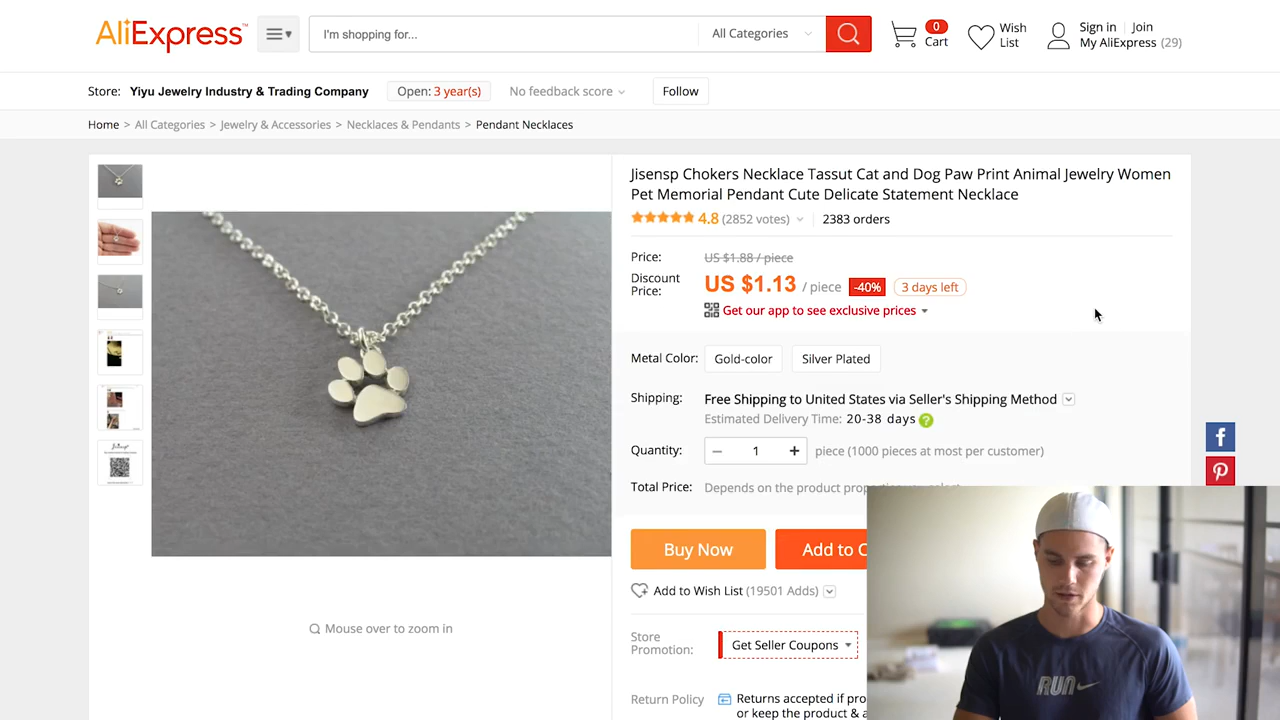 AliExpress™
I'm shopping for...
All Categories
0
Cart
Wish
List
Sign in | Join
My AliExpress (29)
Store: Yiyu Jewelry Industry & Trading Company
Open: 3 year(s)
No feedback score
Follow
Home > All Categories > Jewelry & Accessories > Necklaces & Pendants > Pendant Necklaces
Jisensp Chokers Necklace Tassut Cat and Dog Paw Print Animal Jewelry Women
Pet Memorial Pendant Cute Delicate Statement Necklace
4.8 (2852 votes)
2383 orders
Price: US $1.88 / piece
Discount
Price:
US $1.13 / piece -40% 3 days left
Get our app to see exclusive prices
Metal Color: Gold-color Silver Plated
Shipping: Free Shipping to United States via Seller's Shipping Method
Estimated Delivery Time: 20-38 days ?
Quantity: − 1 + piece (1000 pieces at most per customer)
Total Price: Depends on the product
Buy Now
Add to C
Add to Wish List (19501 Adds)
Mouse over to zoom in
Store
Promotion:
Get Seller Coupons
Return Policy
Returns accepted if pro
or keep the product & a
RUN